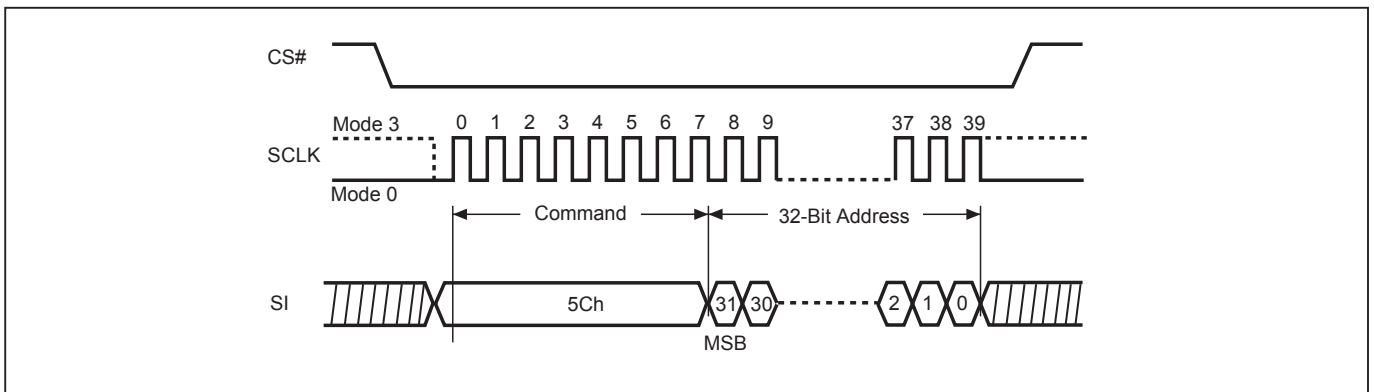 CS#
Mode 3
0 1 2 3 4 5 6 7 8 9 37 38 39
SCLK
Mode 0
Command
32-Bit Address
SI
5Ch
31 30 2 1 0
MSB